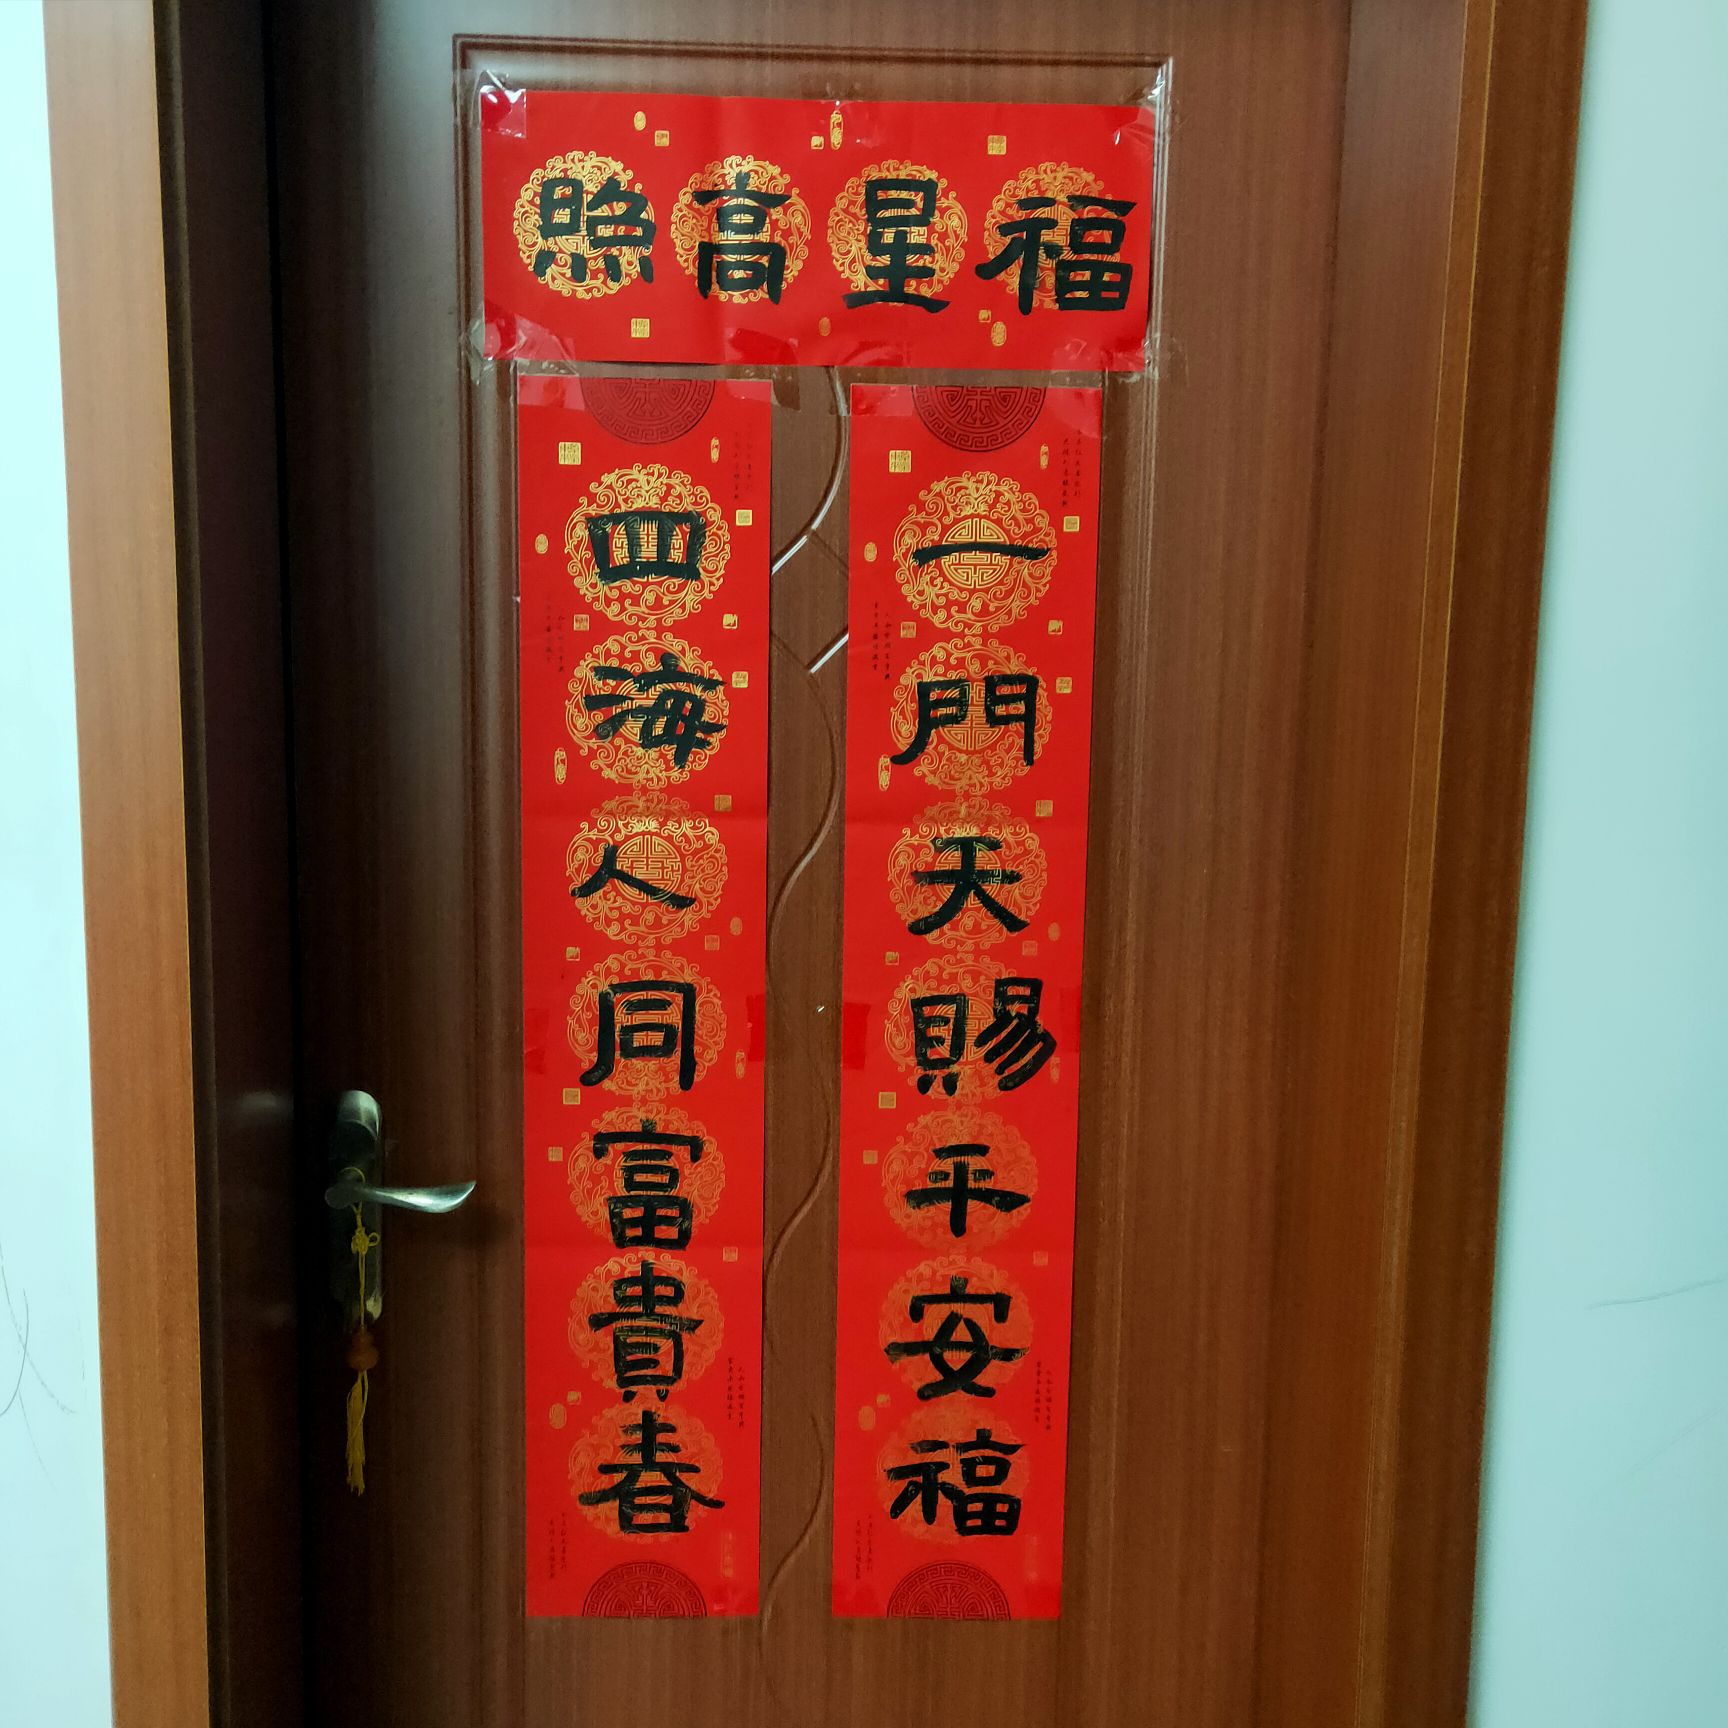 福星高照
一門天賜平安福
四海人同富貴春